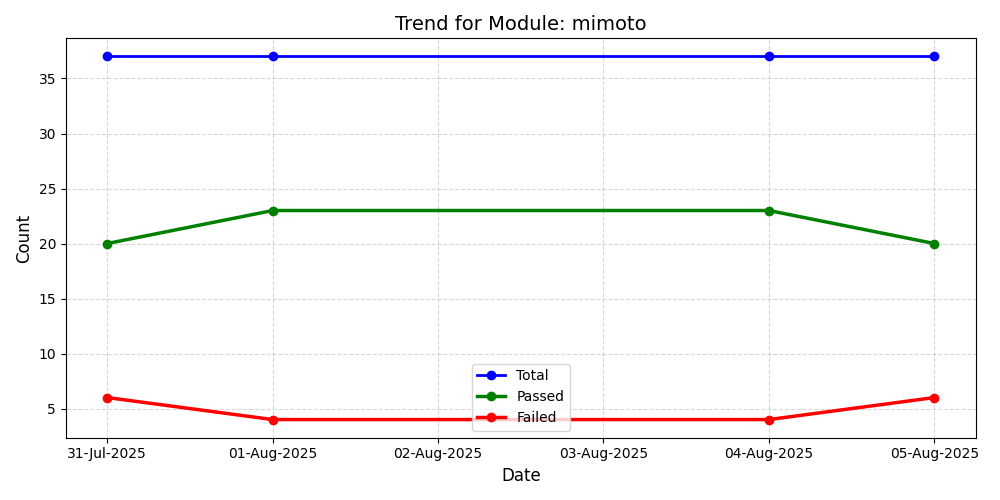 Trend for Module: mimoto
Count
35
30
25
20
15
10
5
Total
Passed
Failed
31-Jul-2025 01-Aug-2025 02-Aug-2025 03-Aug-2025 04-Aug-2025 05-Aug-2025
Date